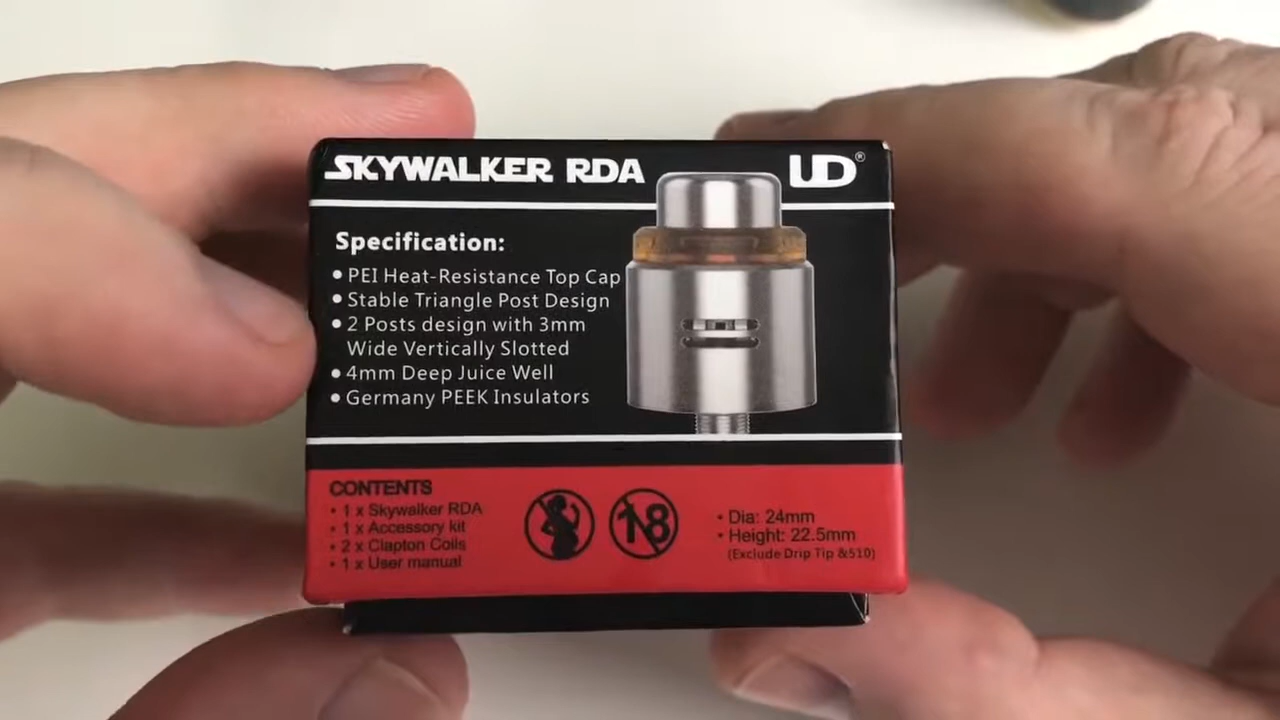 SKYWALKER RDA
UD®
Specification:
• PEI Heat-Resistance Top Cap
• Stable Triangle Post Design
• 2 Posts design with 3mm
Wide Vertically Slotted
• 4mm Deep Juice Well
• Germany PEEK Insulators
CONTENTS
• 1 x Skywalker RDA
• 1 x Accessory kit
• 2 x Clapton Coils
• 1 x User manual
18
• Dia: 24mm
• Height: 22.5mm
(Exclude Drip Tip &510)